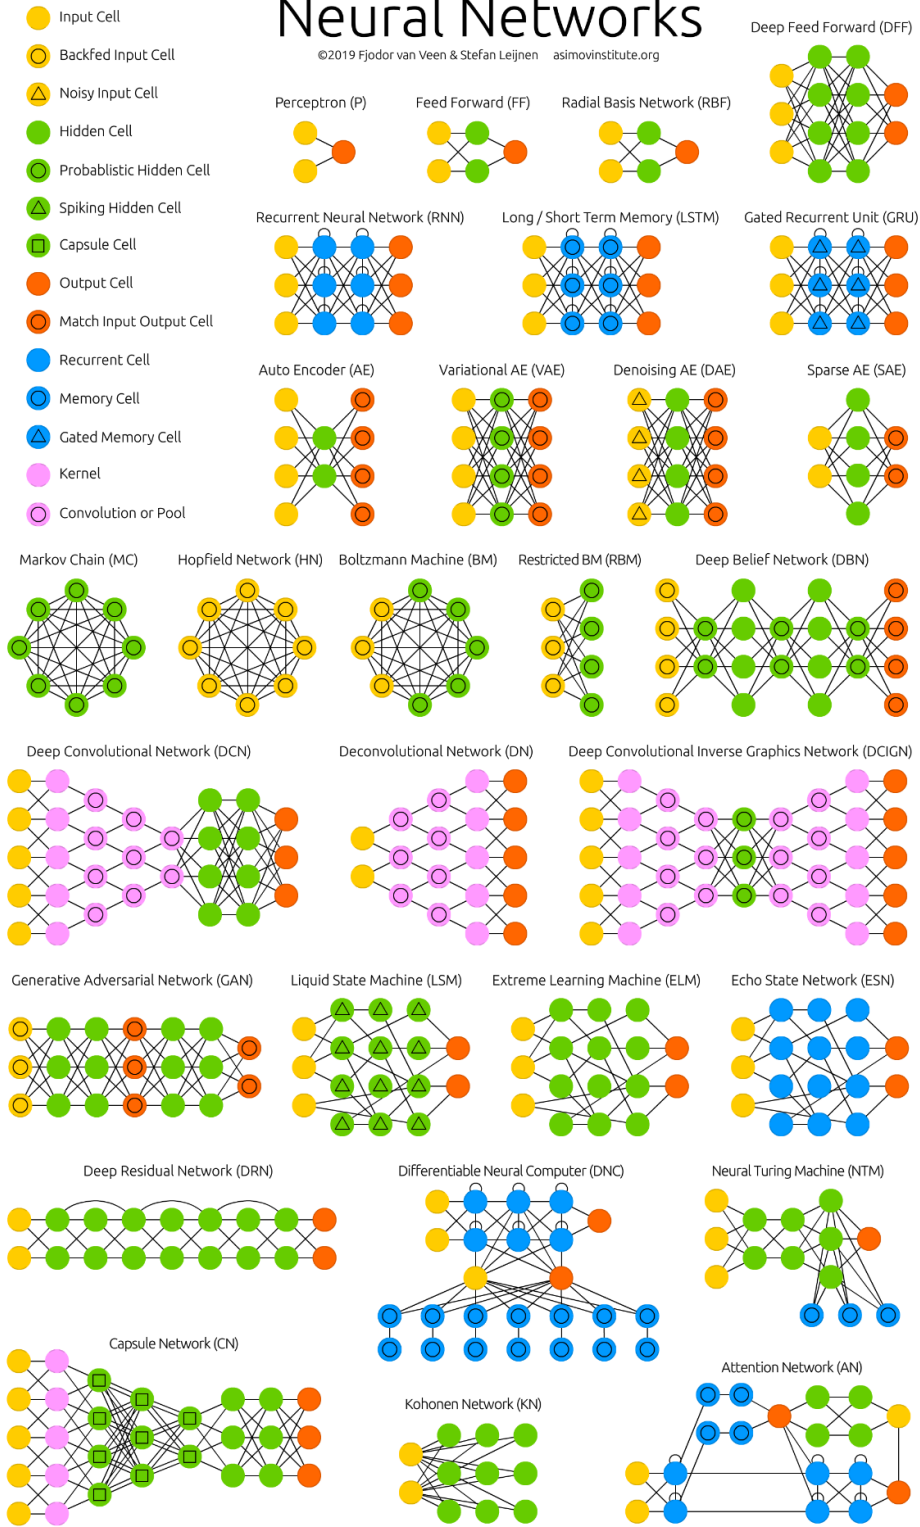 Neural Networks
©2019 Fjodor van Veen & Stefan Leijnen asimovinstitute.org
Input Cell
Backfed Input Cell
Noisy Input Cell
Hidden Cell
Probablistic Hidden Cell
Spiking Hidden Cell
Capsule Cell
Output Cell
Match Input Output Cell
Recurrent Cell
Memory Cell
Gated Memory Cell
Kernel
Convolution or Pool
Deep Feed Forward (DFF)
Perceptron (P)
Feed Forward (FF)
Radial Basis Network (RBF)
Recurrent Neural Network (RNN)
Long / Short Term Memory (LSTM)
Gated Recurrent Unit (GRU)
Auto Encoder (AE)
Variational AE (VAE)
Denoising AE (DAE)
Sparse AE (SAE)
Markov Chain (MC)
Hopfield Network (HN)
Boltzmann Machine (BM)
Restricted BM (RBM)
Deep Belief Network (DBN)
Deep Convolutional Network (DCN)
Deconvolutional Network (DN)
Deep Convolutional Inverse Graphics Network (DCIGN)
Generative Adversarial Network (GAN)
Liquid State Machine (LSM)
Extreme Learning Machine (ELM)
Echo State Network (ESN)
Deep Residual Network (DRN)
Differentiable Neural Computer (DNC)
Neural Turing Machine (NTM)
Capsule Network (CN)
Kohonen Network (KN)
Attention Network (AN)